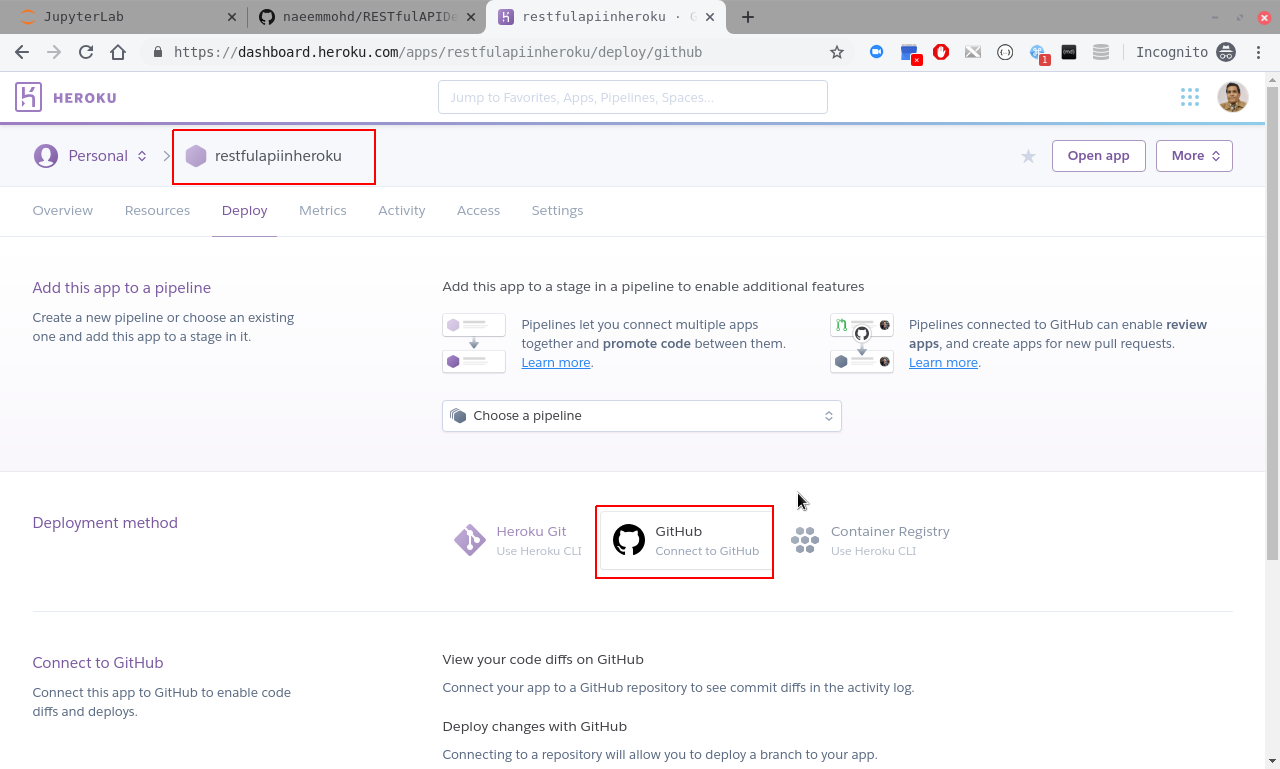 JupyterLab
naeemmohd/RESTfulAPIDe
restfulapiinheroku · G
https://dashboard.heroku.com/apps/restfulapiinheroku/deploy/github
1
Incognito
HEROKU
Jump to Favorites, Apps, Pipelines, Spaces...
Personal
restfulapiinheroku
Open app
More
Overview
Resources
Deploy
Metrics
Activity
Access
Settings
Add this app to a pipeline
Create a new pipeline or choose an existing
one and add this app to a stage in it.
Add this app to a stage in a pipeline to enable additional features
Pipelines let you connect multiple apps
together and promote code between them.
Learn more.
Pipelines connected to GitHub can enable review
apps, and create apps for new pull requests.
Learn more.
Choose a pipeline
Deployment method
Heroku Git
Use Heroku CLI
GitHub
Connect to GitHub
Container Registry
Use Heroku CLI
Connect to GitHub
Connect this app to GitHub to enable code
diffs and deploys.
View your code diffs on GitHub
Connect your app to a GitHub repository to see commit diffs in the activity log.
Deploy changes with GitHub
Connecting to a repository will allow you to deploy a branch to your app.